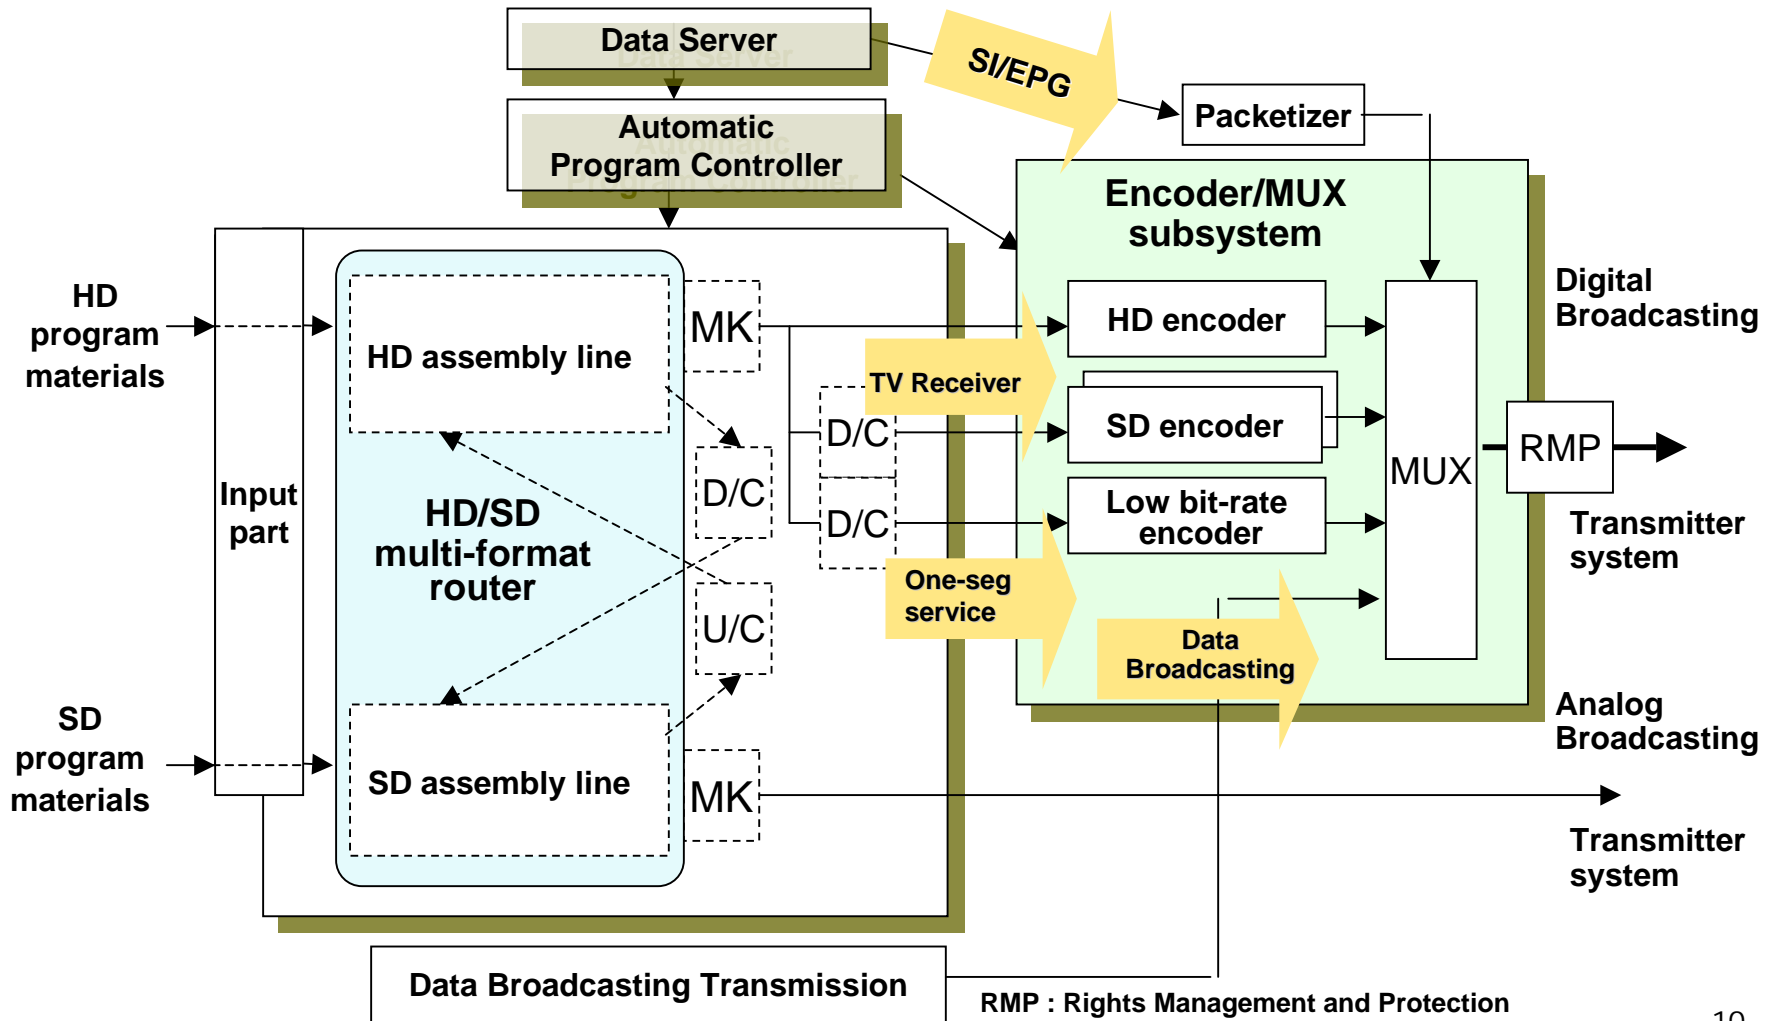 Data Server
SI/EPG
Packetizer
Automatic
Program Controller
Encoder/MUX
subsystem
HD
program
materials
Input
part
HD assembly line
MK
HD encoder
Digital
Broadcasting
TV Receiver
D/C
SD encoder
MUX
RMP
D/C
D/C
HD/SD
multi-format
router
Low bit-rate
encoder
Transmitter
system
One-seg
service
U/C
Data
Broadcasting
SD
program
materials
SD assembly line
MK
Analog
Broadcasting
Transmitter
system
Data Broadcasting Transmission
RMP : Rights Management and Protection
10